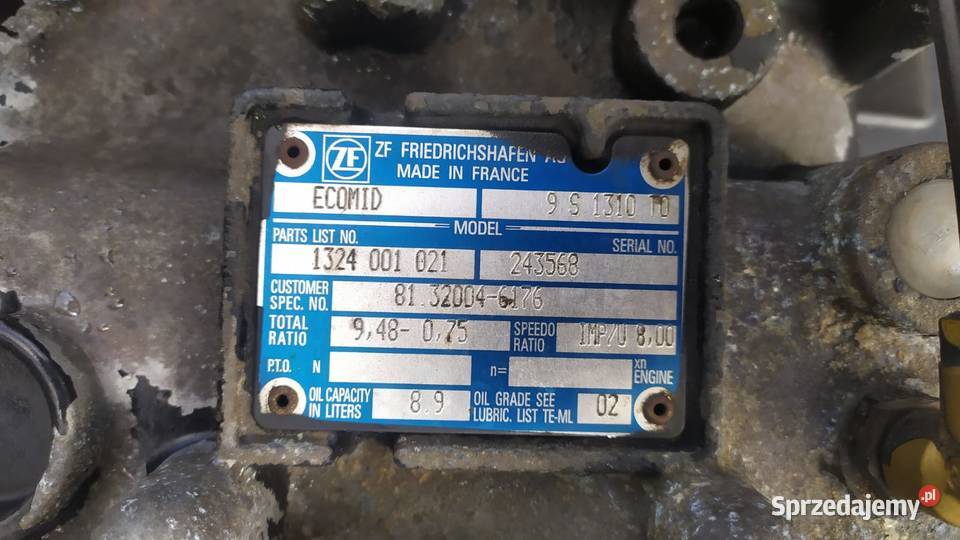 ZF FRIEDRICHSHAFEN AG
MADE IN FRANCE
ECOMID 9 S 1310 TO
MODEL
PARTS LIST NO. SERIAL NO.
1324 001 021 243568
CUSTOMER SPEC. NO. 81.32004-6176
TOTAL RATIO 9,48-0,75 SPEEDO RATIO IMP/U 8,00
P.T.O. N n= xn ENGINE
OIL CAPACITY IN LITERS 8.9 OIL GRADE SEE LUBRIC. LIST TE-ML 02
Sprzedajemy.pl